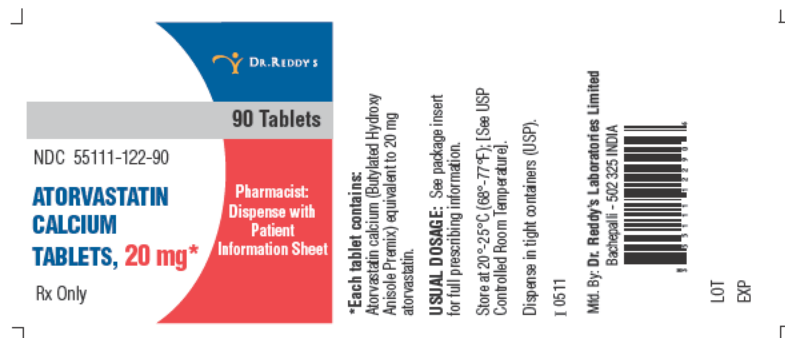 DR.REDDY'S
90 Tablets
NDC 55111-122-90
ATORVASTATIN
CALCIUM
TABLETS, 20 mg*
Rx Only
Pharmacist:
Dispense with
Patient
Information Sheet
*Each tablet contains:
Atorvastatin calcium (Butylated Hydroxy
Anisole Premix) equivalent to 20 mg
atorvastatin.
USUAL DOSAGE: See package insert
for full prescribing information.
Store at 20°-25°C (68°-77°F); [See USP
Controlled Room Temperature].
Dispense in tight containers (USP).
I 0511
Mfd. By: Dr. Reddy's Laboratories Limited
Bachepalli - 502 325 INDIA
LOT
EXP